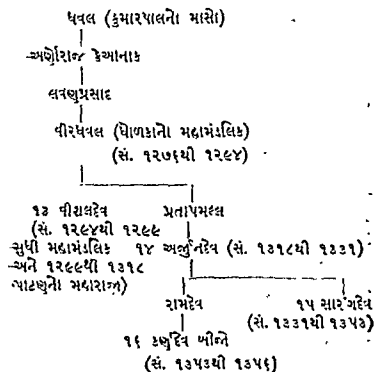 ધવલ (કુમારપાલનો માસો)
અર્ણોરાજ કેઆનાક
લવણપ્રસાદ
વીરધવલ (ધોળકાનો મહામંડલિક)
(સં. ૧૨૭૬થી ૧૨૯૪)
૧૩ વીશલદેવ પ્રતાપમલ્લ
(સં. ૧૨૯૪થી ૧૨૯૯
સુધી મહામંડલિક ૧૪ અર્જુનદેવ (સં. ૧૩૧૮થી ૧૩૩૧)
અને ૧૨૯૯થી ૧૩૧૮
પાટણનો મહારાજા)
રામદેવ ૧૫ સારંગદેવ
(સં. ૧૩૩૧થી ૧૩૫૩)
૧૬ કર્ણદેવ બીજો
(સં. ૧૩૫૩થી ૧૩૫૬)